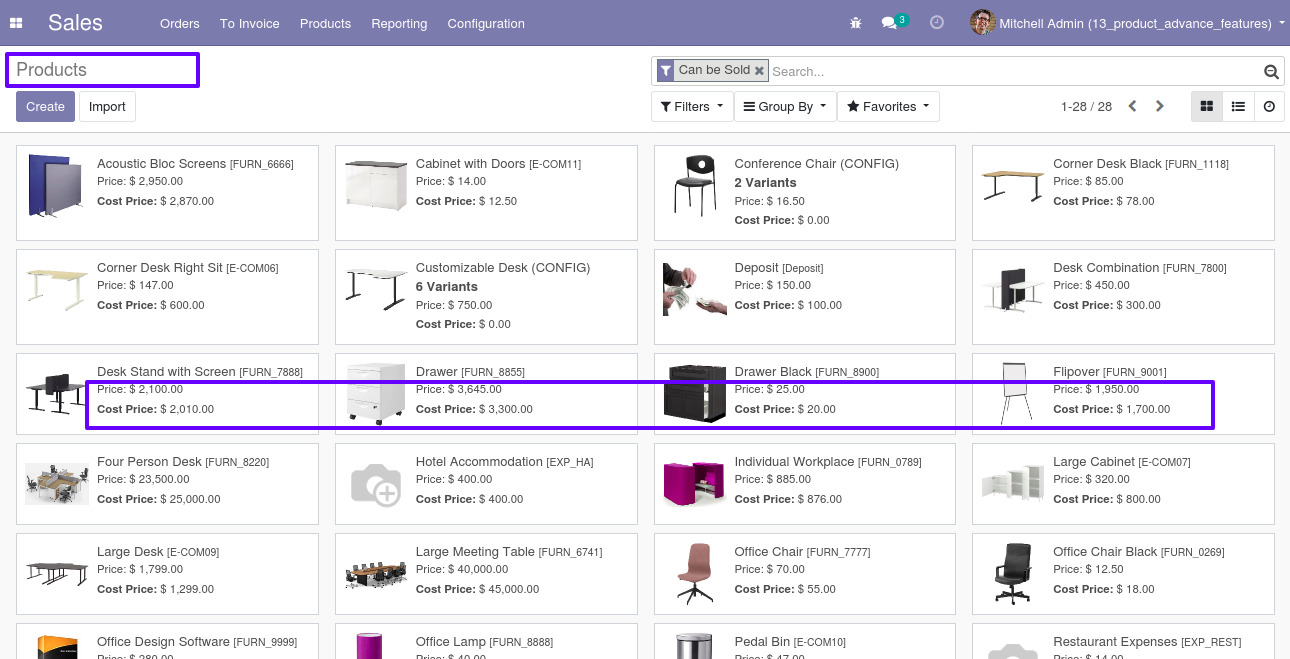 Sales
Orders
To Invoice
Products
Reporting
Configuration
3
Mitchell Admin (13_product_advance_features)
Products
Can be Sold
Search...
Create
Import
Filters
Group By
Favorites
1-28 / 28
Acoustic Bloc Screens [FURN_6666]
Price: $ 2,950.00
Cost Price: $ 2,870.00
Cabinet with Doors [E-COM11]
Price: $ 14.00
Cost Price: $ 12.50
Conference Chair (CONFIG)
2 Variants
Price: $ 16.50
Cost Price: $ 0.00
Corner Desk Black [FURN_1118]
Price: $ 85.00
Cost Price: $ 78.00
Corner Desk Right Sit [E-COM06]
Price: $ 147.00
Cost Price: $ 600.00
Customizable Desk (CONFIG)
6 Variants
Price: $ 750.00
Cost Price: $ 0.00
Deposit [Deposit]
Price: $ 150.00
Cost Price: $ 100.00
Desk Combination [FURN_7800]
Price: $ 450.00
Cost Price: $ 300.00
Desk Stand with Screen [FURN_7888]
Price: $ 2,100.00
Cost Price: $ 2,010.00
Drawer [FURN_8855]
Price: $ 3,645.00
Cost Price: $ 3,300.00
Drawer Black [FURN_8900]
Price: $ 25.00
Cost Price: $ 20.00
Flipover [FURN_9001]
Price: $ 1,950.00
Cost Price: $ 1,700.00
Four Person Desk [FURN_8220]
Price: $ 23,500.00
Cost Price: $ 25,000.00
Hotel Accommodation [EXP_HA]
Price: $ 400.00
Cost Price: $ 400.00
Individual Workplace [FURN_0789]
Price: $ 885.00
Cost Price: $ 876.00
Large Cabinet [E-COM07]
Price: $ 320.00
Cost Price: $ 800.00
Large Desk [E-COM09]
Price: $ 1,799.00
Cost Price: $ 1,299.00
Large Meeting Table [FURN_6741]
Price: $ 40,000.00
Cost Price: $ 45,000.00
Office Chair [FURN_7777]
Price: $ 70.00
Cost Price: $ 55.00
Office Chair Black [FURN_0269]
Price: $ 12.50
Cost Price: $ 18.00
Office Design Software [FURN_9999]
Price: $ 280.00
Office Lamp [FURN_8888]
Price: $ 40.00
Pedal Bin [E-COM10]
Price: $ 47.00
Restaurant Expenses [EXP_REST]
Price: $ 14.00